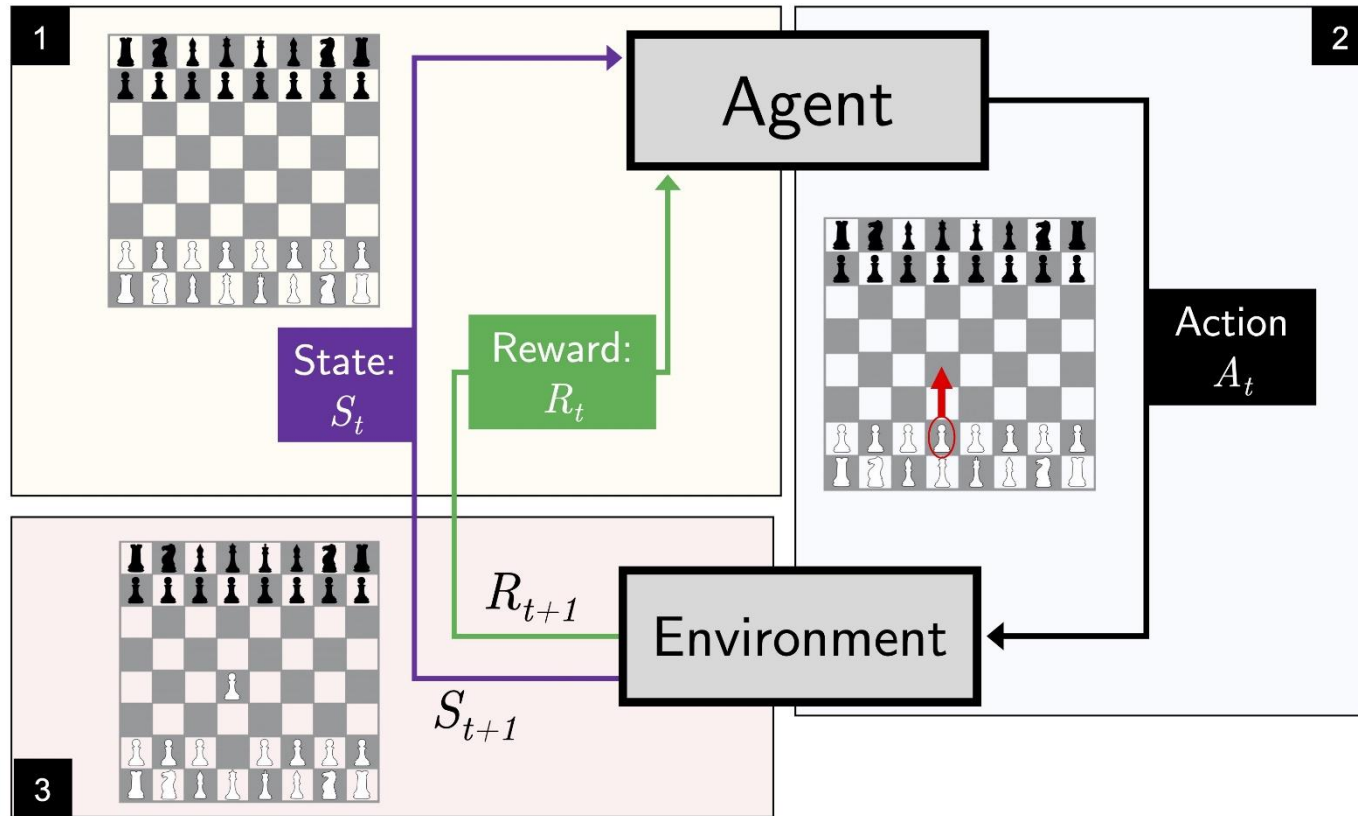 1
2
Agent
State:
S_t
Reward:
R_t
Action
A_t
R_{t+1}
Environment
S_{t+1}
3